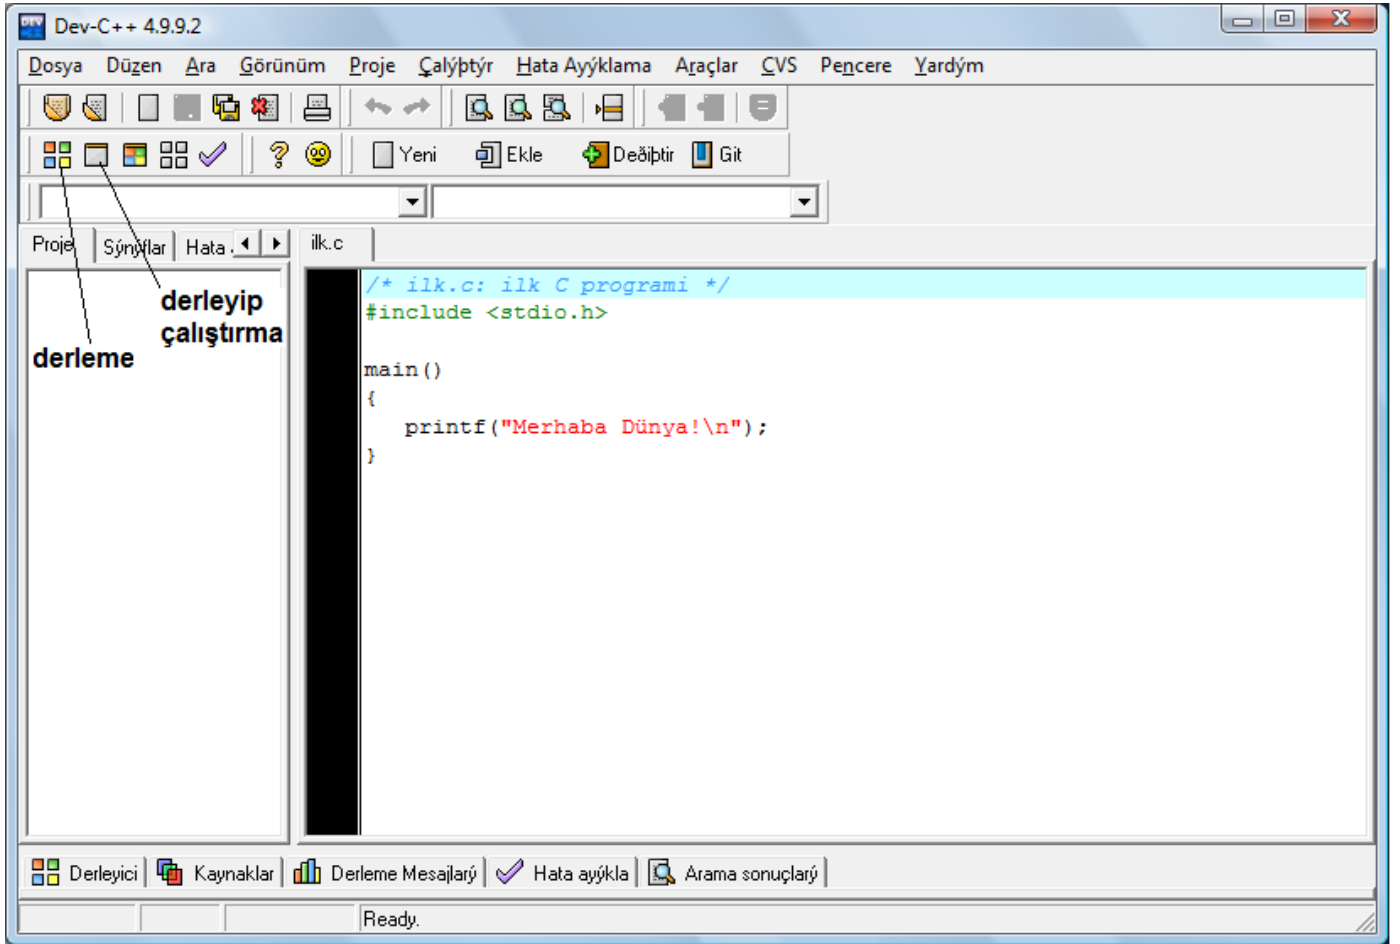 Dev-C++ 4.9.9.2
Dosya Düzen Ara Görünüm Proje Çalýþtýr Hata Ayýklama Araçlar CVS Pencere Yardým
Yeni Ekle Deðiþtir Git
Proje Sýnýflar Hata ilk.c
/* ilk.c: ilk C programi */
#include <stdio.h>
main()
{
printf("Merhaba Dünya!\n");
}
derleyip
çalıştırma
derleme
Derleyici Kaynaklar Derleme Mesajlarý Hata ayýkla Arama sonuçlarý
Ready.